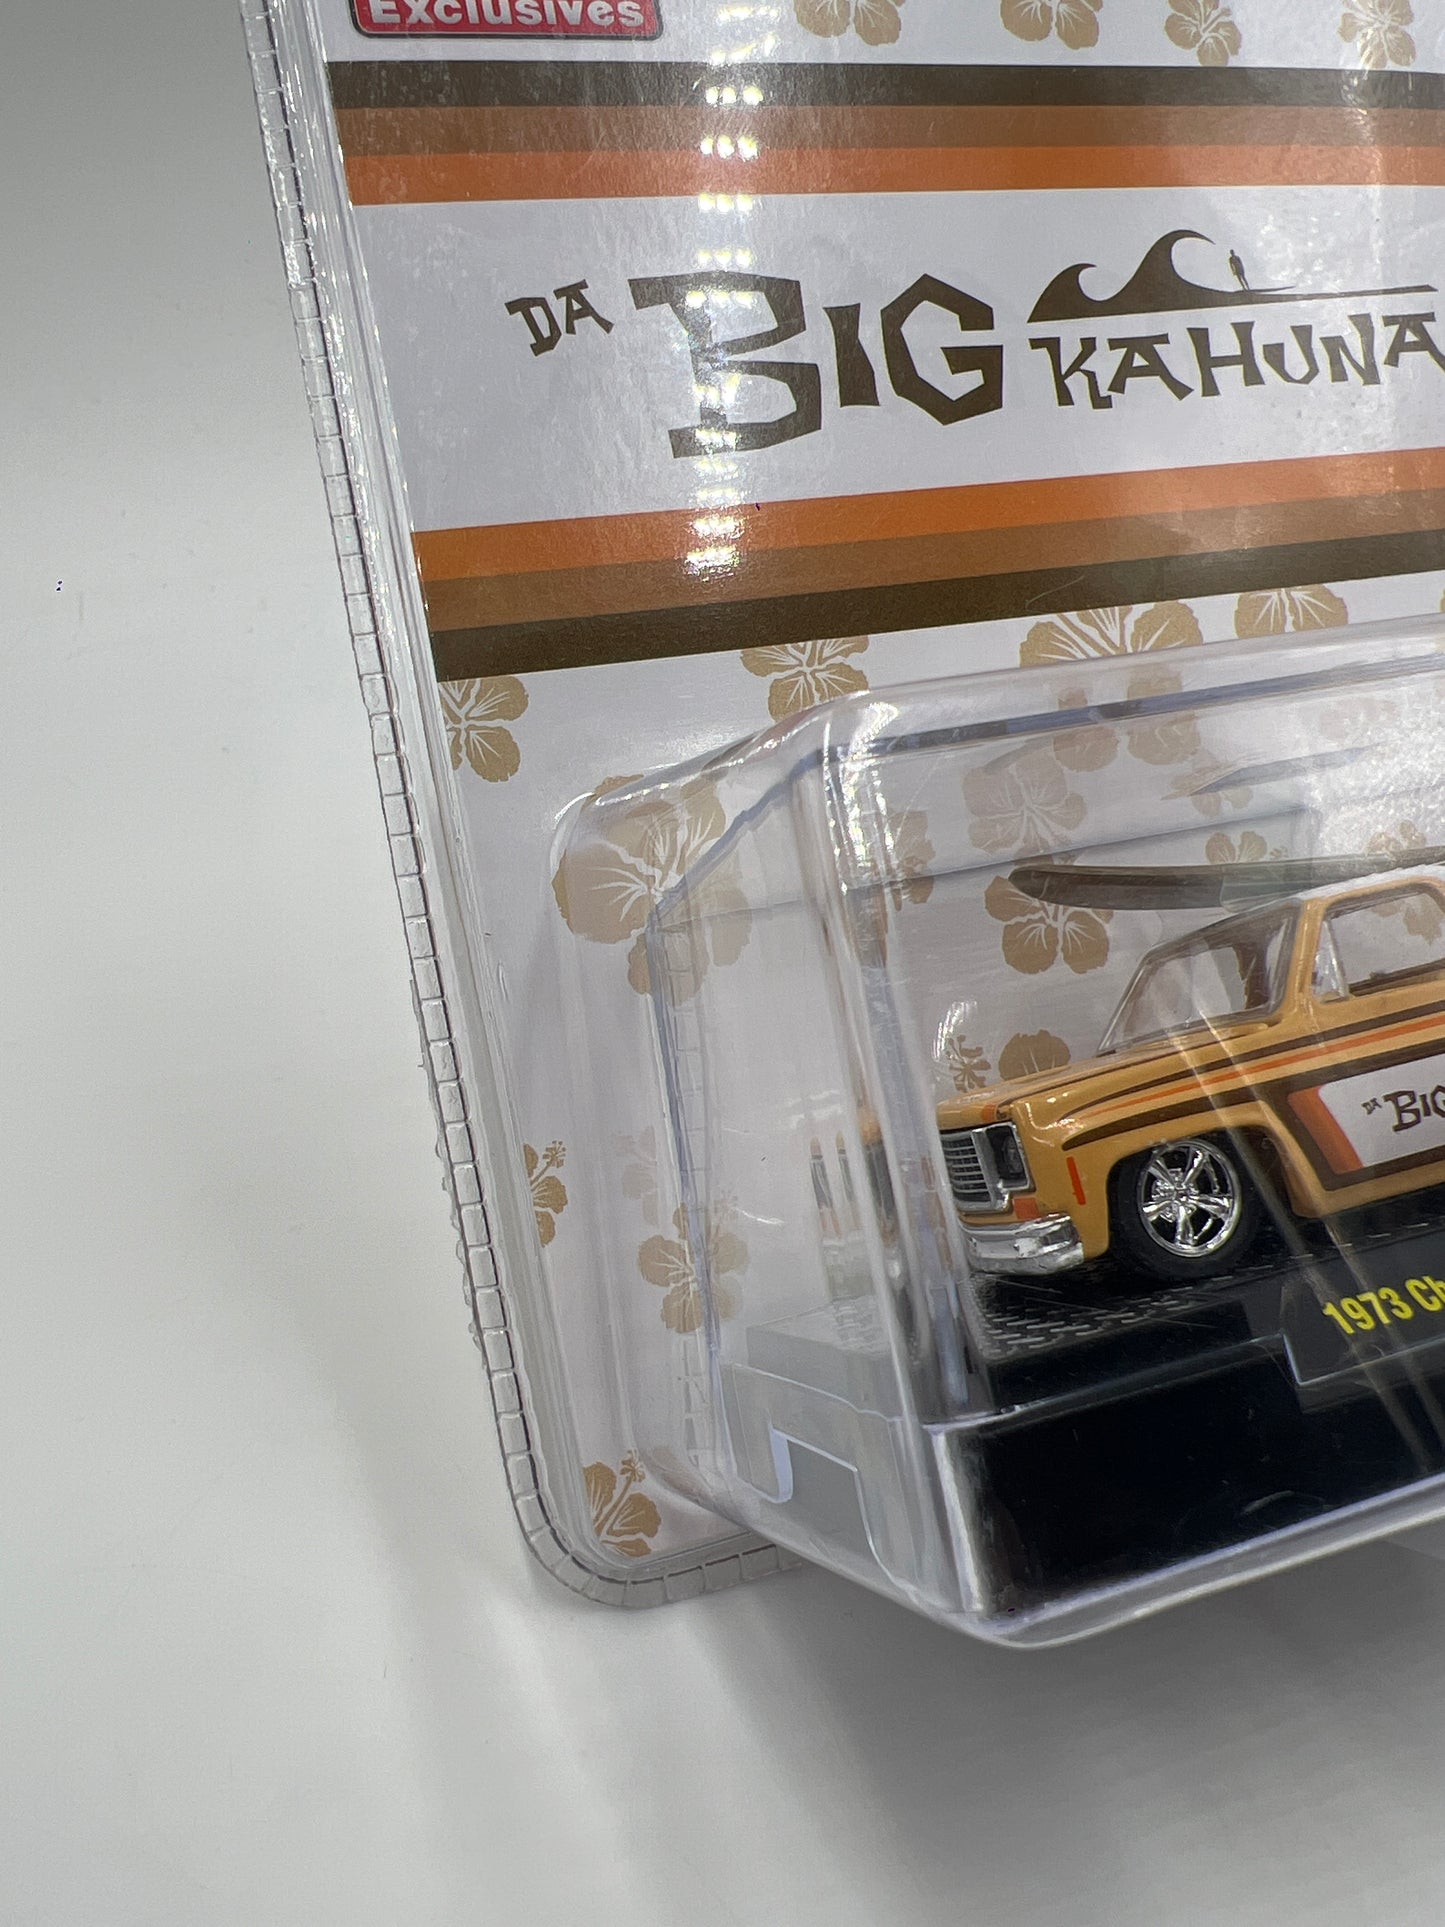 Exclusives
DA BIG KAHUNA
DA BIG
1973 Ch